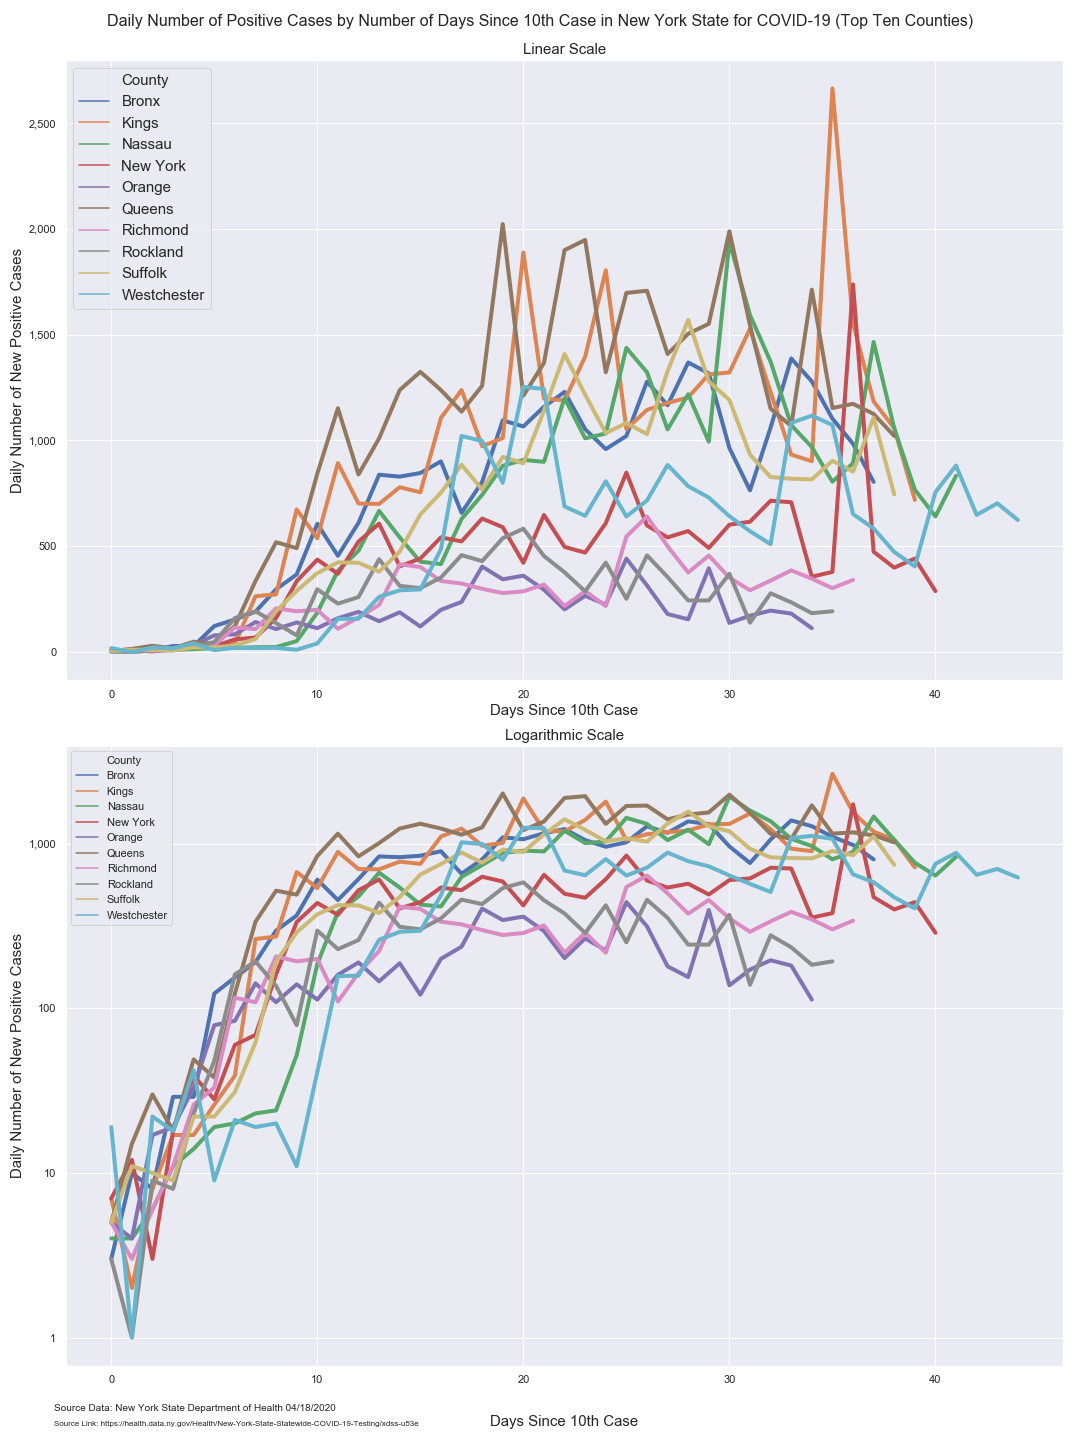 Daily Number of Positive Cases by Number of Days Since 10th Case in New York State for COVID-19 (Top Ten Counties)
Linear Scale
County
Bronx
Kings
Nassau
New York
Orange
Queens
Richmond
Rockland
Suffolk
Westchester
Daily Number of New Positive Cases
2,500
2,000
1,500
1,000
500
0
0 10 20 30 40
Days Since 10th Case
Logarithmic Scale
County
Bronx
Kings
Nassau
New York
Orange
Queens
Richmond
Rockland
Suffolk
Westchester
Daily Number of New Positive Cases
1,000
100
10
1
0 10 20 30 40
Days Since 10th Case
Source Data: New York State Department of Health 04/18/2020
Source Link: https://health.data.ny.gov/Health/New-York-State-Statewide-COVID-19-Testing/xdss-u53e